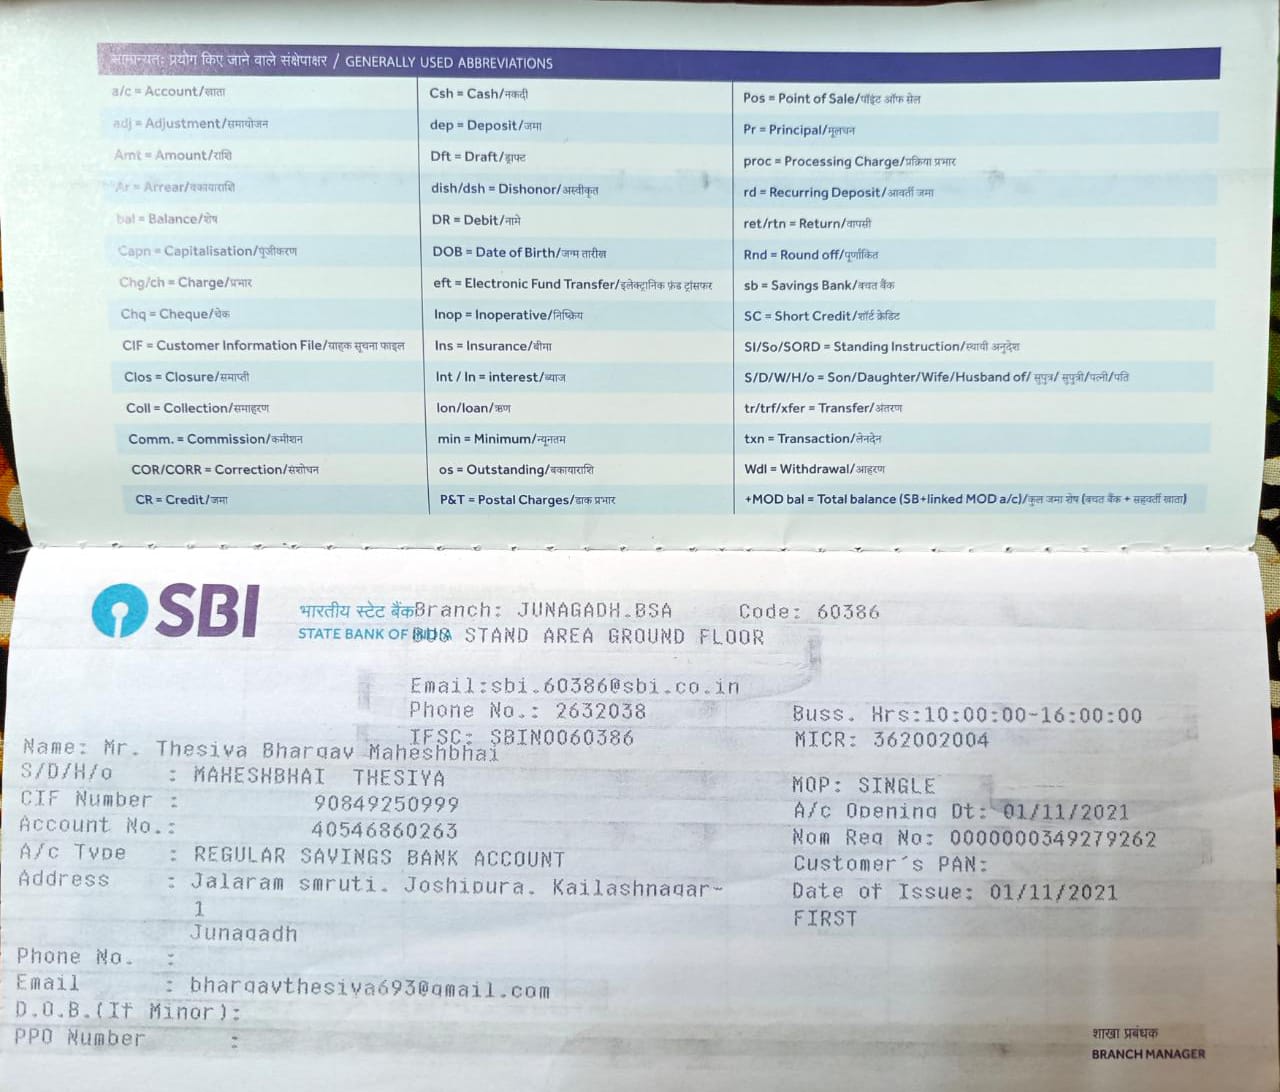 सामान्यतः प्रयोग किए जाने वाले संक्षेपाक्षर / GENERALLY USED ABBREVIATIONS
a/c = Account/खाता
adj = Adjustment/समायोजन
Amt = Amount/राशि
Ar = Arrear/बकायाराशि
bal = Balance/शेष
Capn = Capitalisation/पूंजीकरण
Chg/ch = Charge/प्रभार
Chq = Cheque/चेक
CIF = Customer Information File/ग्राहक सूचना फाइल
Clos = Closure/समाप्ती
Coll = Collection/समाहरण
Comm. = Commission/कमीशन
COR/CORR = Correction/संशोधन
CR = Credit/जमा
Csh = Cash/नकदी
dep = Deposit/जमा
Dft = Draft/ड्राफ्ट
dish/dsh = Dishonor/अस्वीकृत
DR = Debit/नामे
DOB = Date of Birth/जन्म तारीख
eft = Electronic Fund Transfer/इलेक्ट्रानिक फ़ंड ट्रांसफर
Inop = Inoperative/निष्क्रिय
Ins = Insurance/बीमा
Int / In = interest/ब्याज
lon/loan/ऋण
min = Minimum/न्यूनतम
os = Outstanding/बकायाराशि
P&T = Postal Charges/डाक प्रभार
Pos = Point of Sale/पॉइंट ऑफ सेल
Pr = Principal/मूलधन
proc = Processing Charge/प्रक्रिया प्रभार
rd = Recurring Deposit/आवर्ती जमा
ret/rtn = Return/वापसी
Rnd = Round off/पूर्णांकित
sb = Savings Bank/बचत बैंक
SC = Short Credit/शॉर्ट क्रेडिट
SI/So/SORD = Standing Instruction/स्थायी अनुदेश
S/D/W/H/o = Son/Daughter/Wife/Husband of/ सुपुत्र/ सुपुत्री/पत्नी/पति
tr/trf/xfer = Transfer/अंतरण
txn = Transaction/लेनदेन
Wdl = Withdrawal/आहरण
+MOD bal = Total balance (SB+linked MOD a/c)/कुल जमा शेष (बचत बैंक + सहवर्ती खाता)
SBI
भारतीय स्टेट बैंक
STATE BANK OF INDIA
Branch: JUNAGADH.BSA Code: 60386
BUS STAND AREA GROUND FLOOR
Email:sbi.60386@sbi.co.in
Phone No.: 2632038 Buss. Hrs:10:00:00-16:00:00
IFSC: SBIN0060386 MICR: 362002004
Name: Mr. Thesiya Bhargav Maheshbhai
S/D/H/o : MAHESHBHAI THESIYA MOP: SINGLE
CIF Number : 90849250999 A/c Opening Dt: 01/11/2021
Account No.: 40546860263 Nom Reg No: 0000000349279262
A/c Type : REGULAR SAVINGS BANK ACCOUNT Customer's PAN:
Address : Jalaram smruti. Joshipura. Kailashnagar- Date of Issue: 01/11/2021
1 FIRST
Junagadh
Phone No. :
Email : bhargavthesiya693@gmail.com
D.O.B.(If Minor):
PPO Number :
शाखा प्रबंधक
BRANCH MANAGER